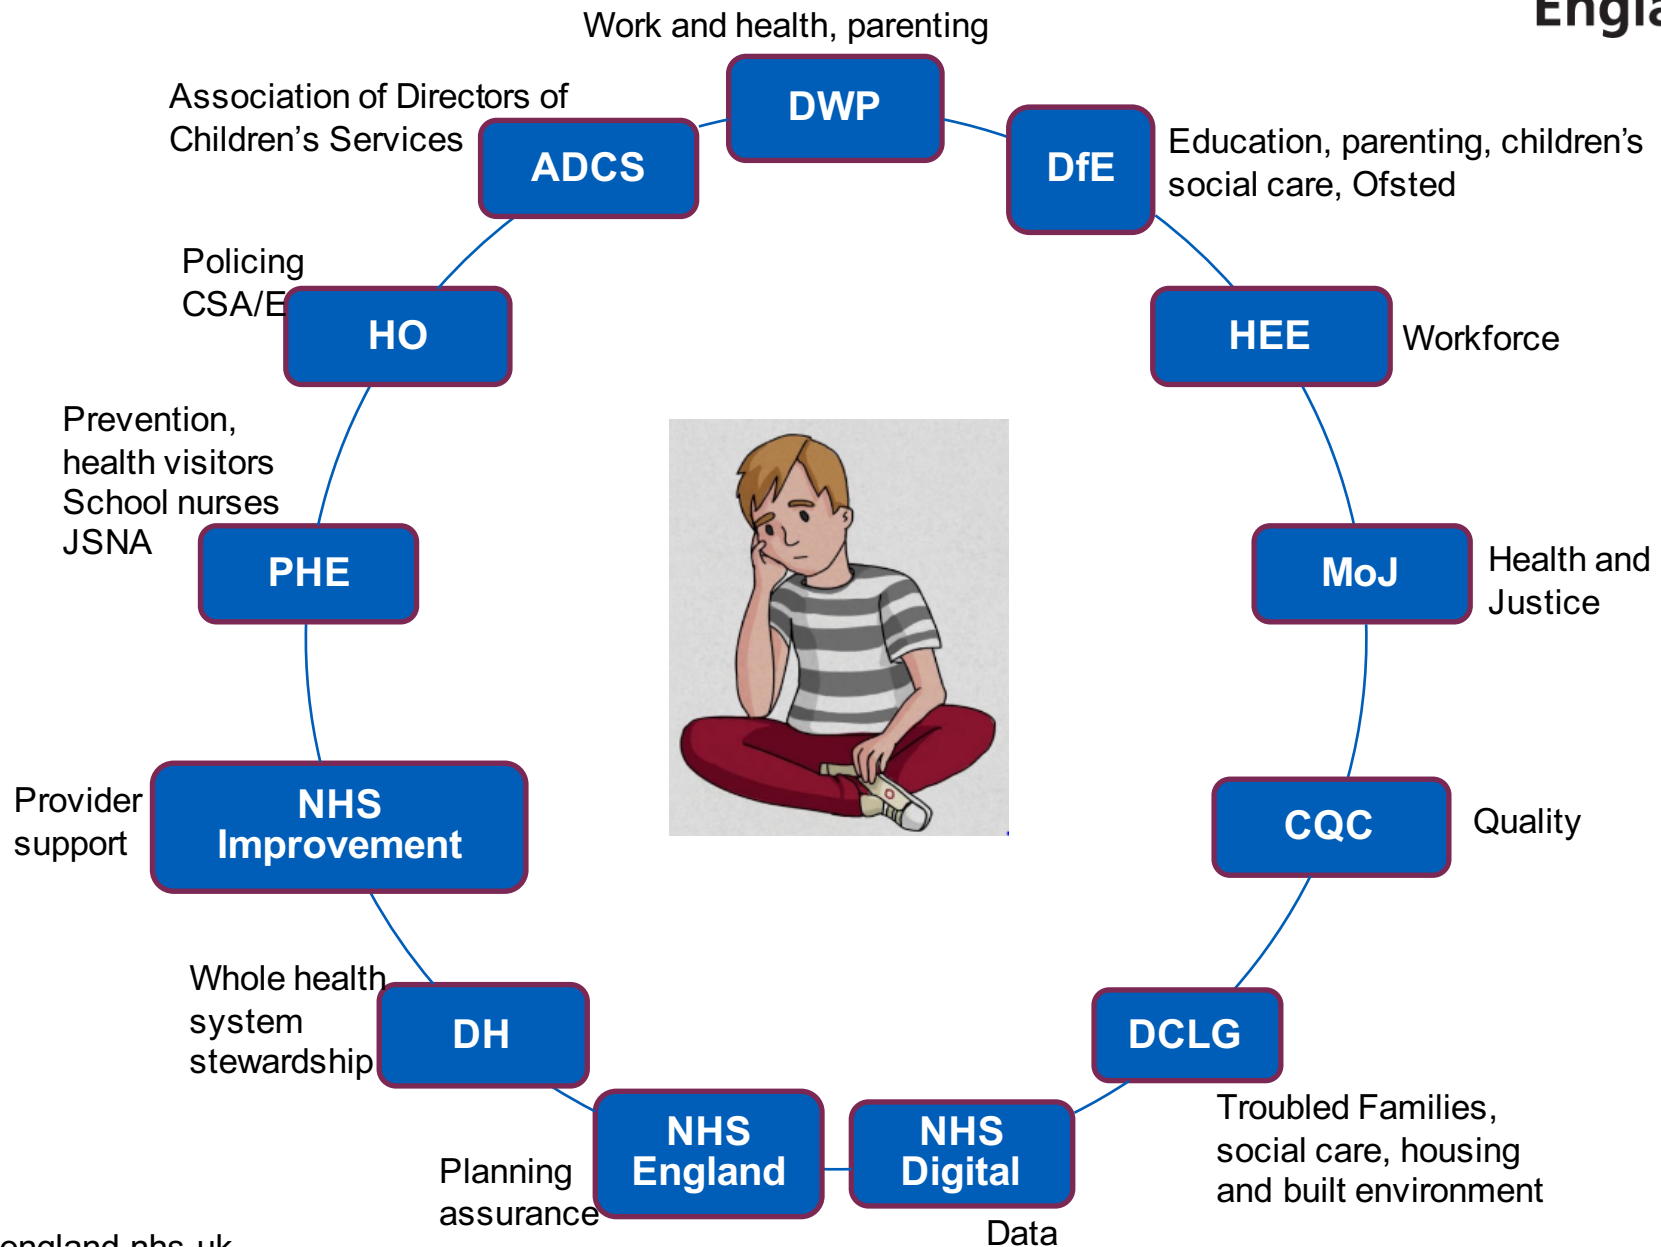 Work and health, parenting
DWP
Association of Directors of
Children's Services
ADCS
DfE
Education, parenting, children's
social care, Ofsted
Policing
CSA/E
HO
HEE
Workforce
Prevention,
health visitors
School nurses
JSNA
PHE
MoJ
Health and
Justice
Provider
support
NHS
Improvement
CQC
Quality
Whole health
system
stewardship
DH
DCLG
Troubled Families,
social care, housing
and built environment
NHS
England
Planning
assurance
NHS
Digital
Data